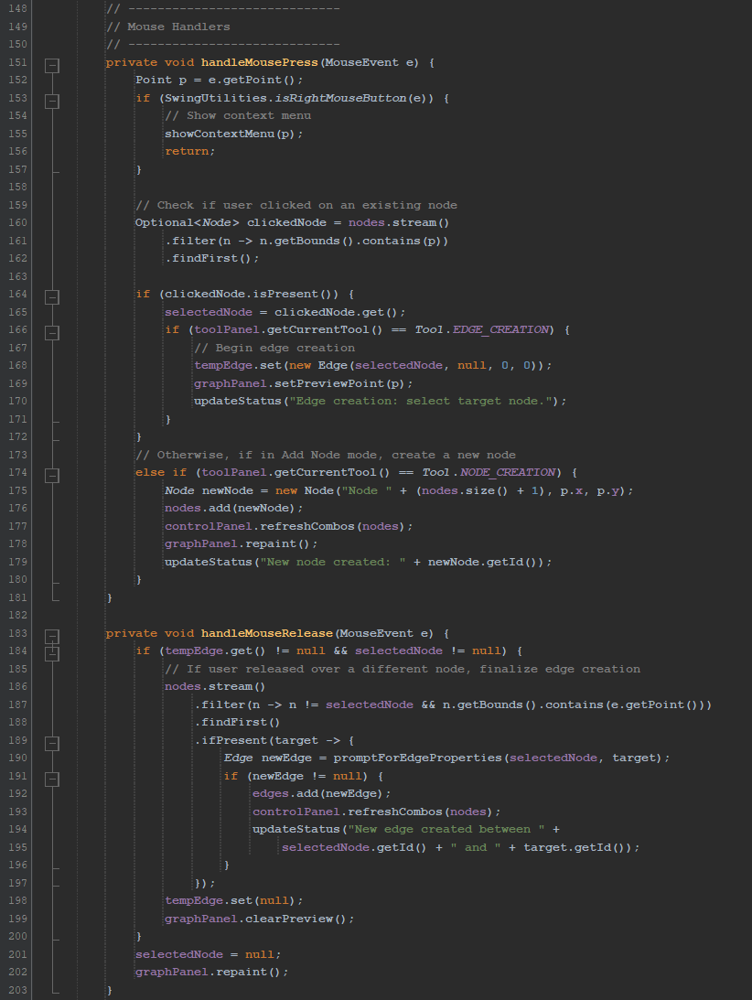 148 // -----------------------------
149 // Mouse Handlers
150 // -----------------------------
151 private void handleMousePress(MouseEvent e) {
152     Point p = e.getPoint();
153     if (SwingUtilities.isRightMouseButton(e)) {
154         // Show context menu
155         showContextMenu(p);
156         return;
157     }
158
159     // Check if user clicked on an existing node
160     Optional<Node> clickedNode = nodes.stream()
161         .filter(n -> n.getBounds().contains(p))
162         .findFirst();
163
164     if (clickedNode.isPresent()) {
165         selectedNode = clickedNode.get();
166         if (toolPanel.getCurrentTool() == Tool.EDGE_CREATION) {
167             // Begin edge creation
168             tempEdge.set(new Edge(selectedNode, null, 0, 0));
169             graphPanel.setPreviewPoint(p);
170             updateStatus("Edge creation: select target node.");
171         }
172     }
173     // Otherwise, if in Add Node mode, create a new node
174     else if (toolPanel.getCurrentTool() == Tool.NODE_CREATION) {
175         Node newNode = new Node("Node " + (nodes.size() + 1), p.x, p.y);
176         nodes.add(newNode);
177         controlPanel.refreshCombos(nodes);
178         graphPanel.repaint();
179         updateStatus("New node created: " + newNode.getId());
180     }
181 }
182
183 private void handleMouseRelease(MouseEvent e) {
184     if (tempEdge.get() != null && selectedNode != null) {
185         // If user released over a different node, finalize edge creation
186         nodes.stream()
187             .filter(n -> n != selectedNode && n.getBounds().contains(e.getPoint()))
188             .findFirst()
189             .ifPresent(target -> {
190                 Edge newEdge = promptForEdgeProperties(selectedNode, target);
191                 if (newEdge != null) {
192                     edges.add(newEdge);
193                     controlPanel.refreshCombos(nodes);
194                     updateStatus("New edge created between " +
195                         selectedNode.getId() + " and " + target.getId());
196                 }
197             });
198         tempEdge.set(null);
199         graphPanel.clearPreview();
200     }
201     selectedNode = null;
202     graphPanel.repaint();
203 }